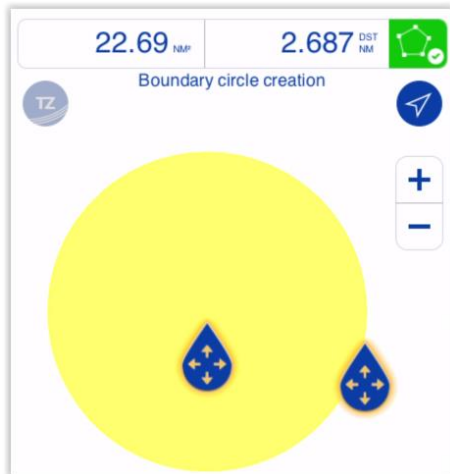 22.69 NM² 2.687 DST NM
Boundary circle creation
TZ
+
−